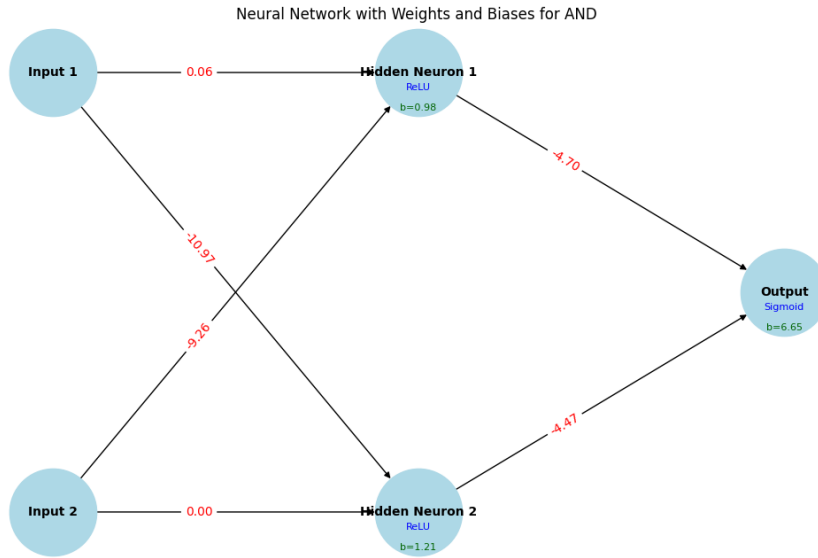 Neural Network with Weights and Biases for AND
Input 1
0.06
Hidden Neuron 1
ReLU
b=0.98
-4.70
-10.97
-9.26
Output
Sigmoid
b=6.65
-4.47
Input 2
0.00
Hidden Neuron 2
ReLU
b=1.21